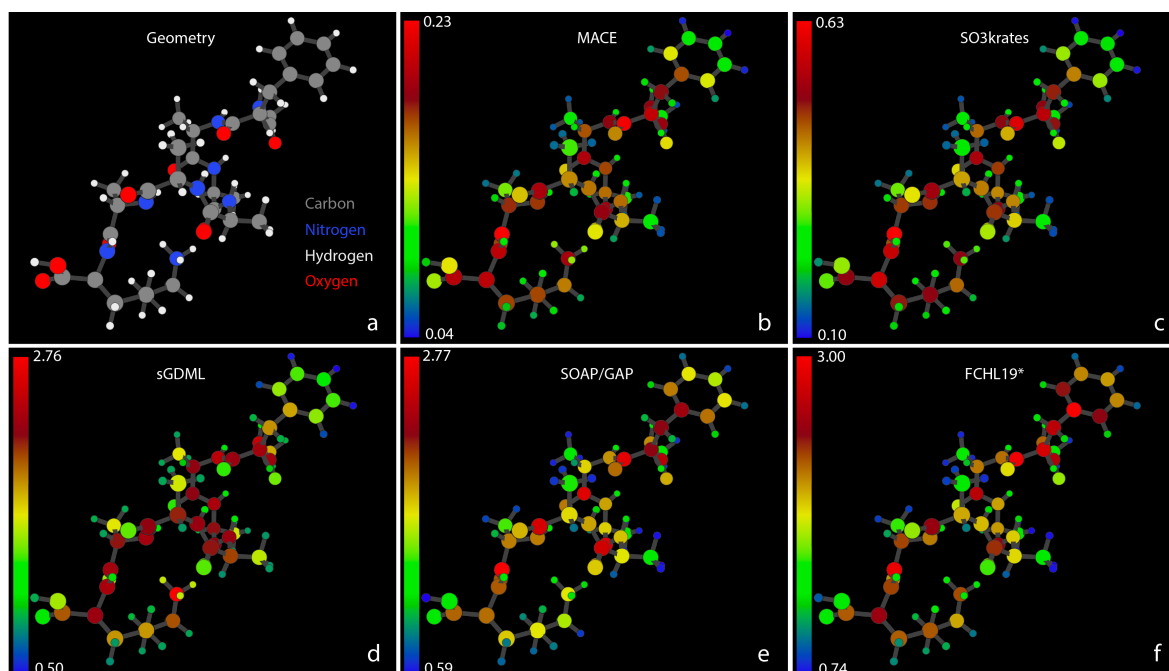 Geometry
Carbon
Nitrogen
Hydrogen
Oxygen
a
0.23
MACE
0.04
b
0.63
SO3krates
0.10
c
2.76
sGDML
0.50
d
2.77
SOAP/GAP
0.59
e
3.00
FCHL19*
0.74
f